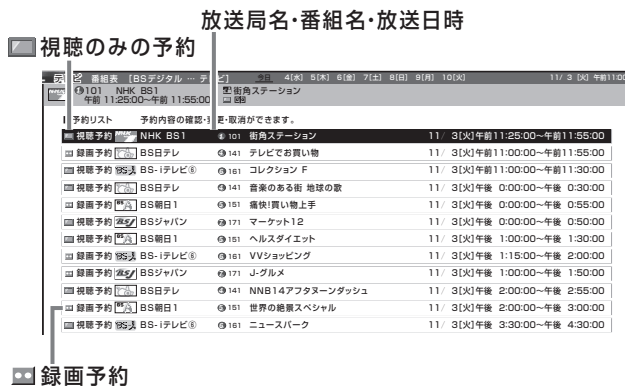 放送局名･番組名･放送日時
視聴のみの予約
番組表 [BSデジタル … テレビ] 今日 4[水] 5[木] 6[金] 7[土] 8[日] 9[月] 10[火] 11/ 3 [火] 午前11:00
101 NHK BS1 街角ステーション
午前 11:25:00～午前 11:55:00
予約リスト 予約内容の確認･変更･取消ができます。
視聴予約 NHK BS1 101 街角ステーション 11/ 3[火]午前11:25:00～午前11:55:00
録画予約 BS日テレ 141 テレビでお買い物 11/ 3[火]午前11:00:00～午前11:55:00
視聴予約 BS-iテレビ⑥ 161 コレクション F 11/ 3[火]午前11:00:00～午前11:30:00
視聴予約 BS日テレ 141 音楽のある街 地球の歌 11/ 3[火]午後 0:00:00～午後 0:30:00
録画予約 BS朝日1 151 痛快!買い物上手 11/ 3[火]午後 0:00:00～午後 0:55:00
視聴予約 BSジャパン 171 マーケット12 11/ 3[火]午後 0:00:00～午後 0:50:00
視聴予約 BS朝日1 151 ヘルスダイエット 11/ 3[火]午後 1:00:00～午後 1:30:00
録画予約 BS-iテレビ⑥ 161 VVショッピング 11/ 3[火]午後 1:15:00～午後 2:00:00
録画予約 BSジャパン 171 J-グルメ 11/ 3[火]午後 1:00:00～午後 1:50:00
視聴予約 BS日テレ 141 NNB14アフタヌーンダッシュ 11/ 3[火]午後 2:00:00～午後 2:55:00
録画予約 BS朝日1 151 世界の絶景スペシャル 11/ 3[火]午後 2:00:00～午後 3:00:00
視聴予約 BS-iテレビ⑥ 161 ニュースパーク 11/ 3[火]午後 3:30:00～午後 4:30:00
録画予約